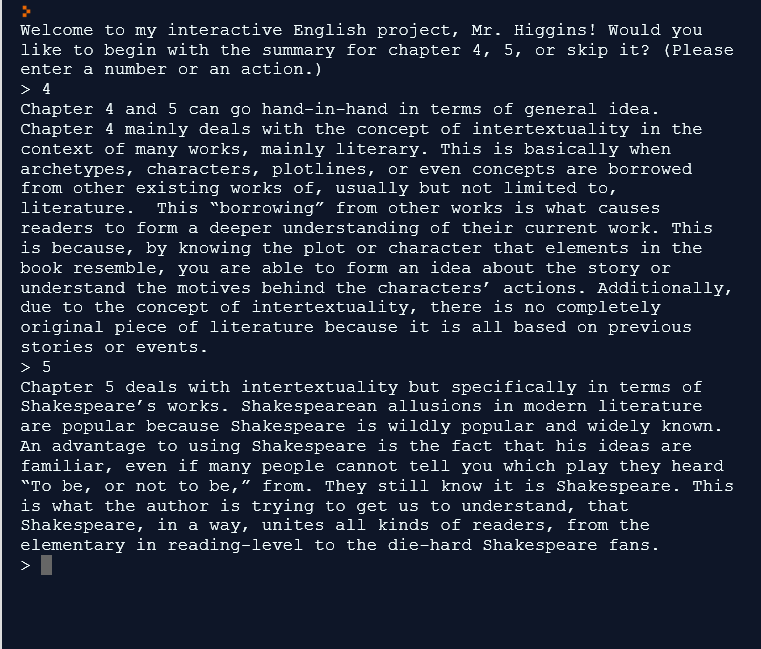 Welcome to my interactive English project, Mr. Higgins! Would you
like to begin with the summary for chapter 4, 5, or skip it? (Please
enter a number or an action.)
> 4
Chapter 4 and 5 can go hand-in-hand in terms of general idea.
Chapter 4 mainly deals with the concept of intertextuality in the
context of many works, mainly literary. This is basically when
archetypes, characters, plotlines, or even concepts are borrowed
from other existing works of, usually but not limited to,
literature.  This “borrowing” from other works is what causes
readers to form a deeper understanding of their current work. This
is because, by knowing the plot or character that elements in the
book resemble, you are able to form an idea about the story or
understand the motives behind the characters’ actions. Additionally,
due to the concept of intertextuality, there is no completely
original piece of literature because it is all based on previous
stories or events.
> 5
Chapter 5 deals with intertextuality but specifically in terms of
Shakespeare’s works. Shakespearean allusions in modern literature
are popular because Shakespeare is wildly popular and widely known.
An advantage to using Shakespeare is the fact that his ideas are
familiar, even if many people cannot tell you which play they heard
“To be, or not to be,” from. They still know it is Shakespeare. This
is what the author is trying to get us to understand, that
Shakespeare, in a way, unites all kinds of readers, from the
elementary in reading-level to the die-hard Shakespeare fans.
>